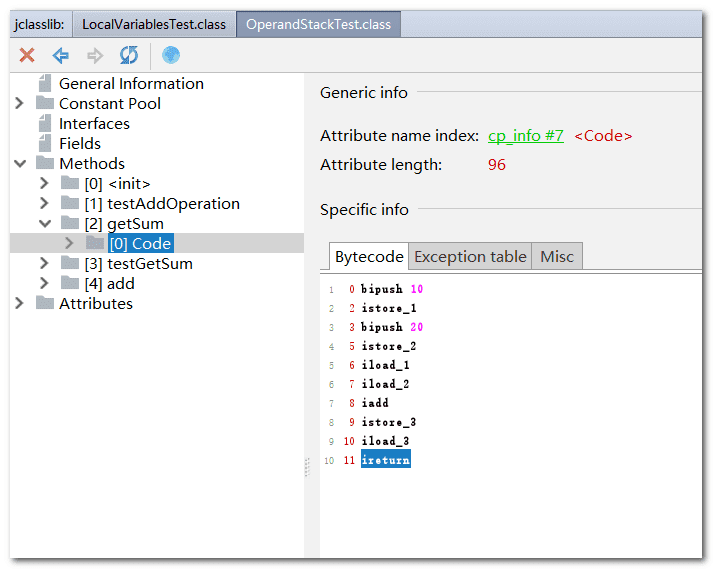 jclasslib: LocalVariablesTest.class OperandStackTest.class
General Information
Constant Pool
Interfaces
Fields
Methods
[0] <init>
[1] testAddOperation
[2] getSum
[0] Code
[3] testGetSum
[4] add
Attributes
Generic info
Attribute name index: cp_info #7 <Code>
Attribute length: 96
Specific info
Bytecode Exception table Misc
1 0 bipush 10
2 2 istore_1
3 3 bipush 20
4 5 istore_2
5 6 iload_1
6 7 iload_2
7 8 iadd
8 9 istore_3
9 10 iload_3
10 11 ireturn